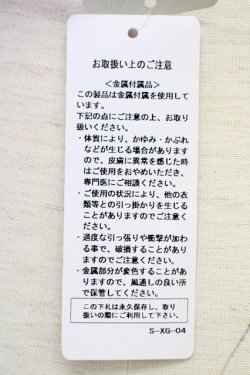 お取扱い上のご注意
＜金属付属品＞
この製品は金属付属を使用して
います。
下記の点にご注意の上、お取り
扱いください。
・体質により、かゆみ・かぶれ
などが生じる場合があります
ので、皮膚に異常を感じた時
はご使用をおやめいただき、
専門医にご相談ください。
・ご使用の状況により、他の衣
類等との引っ掛かりを生じる
ことがありますのでご注意く
ださい。
・過度な引っ張りや衝撃が加わ
る事で、破損することがあり
ますのでご注意ください。
・金属部分が変色することがあ
りますので、風通しの良い所
で保管してください。
この下札は永久保存し、取り
扱いの際にご利用して下さい。
S-XG-04